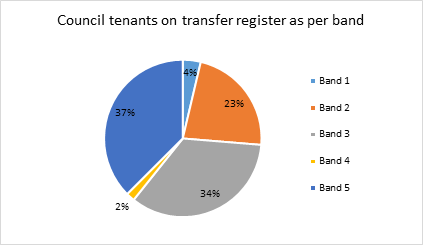 Council tenants on transfer register as per band
4%
23%
34%
2%
37%
Band 1
Band 2
Band 3
Band 4
Band 5